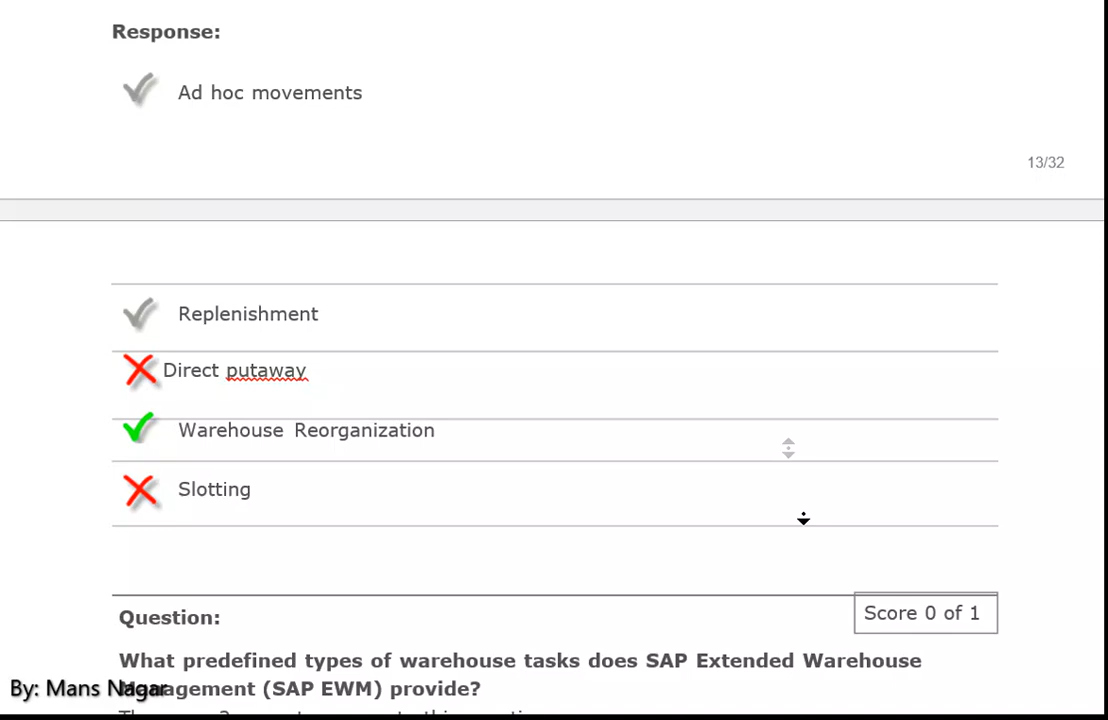 Response:
Ad hoc movements
13/32
Replenishment
Direct putaway
Warehouse Reorganization
Slotting
Question:
Score 0 of 1
What predefined types of warehouse tasks does SAP Extended Warehouse
Management (SAP EWM) provide?
By: Mans Nagar